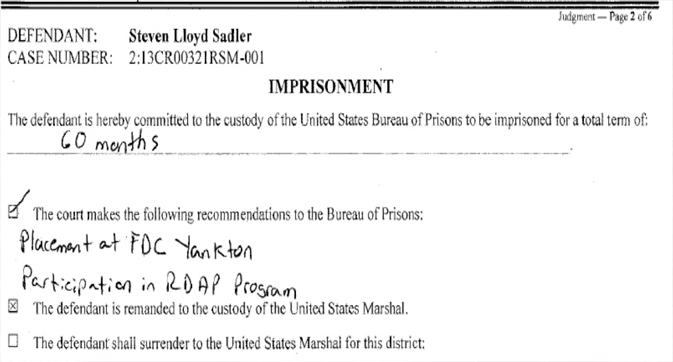 Judgment — Page 2 of 6
DEFENDANT: Steven Lloyd Sadler
CASE NUMBER: 2:13CR00321RSM-001
IMPRISONMENT
The defendant is hereby committed to the custody of the United States Bureau of Prisons to be imprisoned for a total term of:
60 months
The court makes the following recommendations to the Bureau of Prisons:
Placement at FDC Yankton
Participation in RDAP Program
The defendant is remanded to the custody of the United States Marshal.
The defendant shall surrender to the United States Marshal for this district: